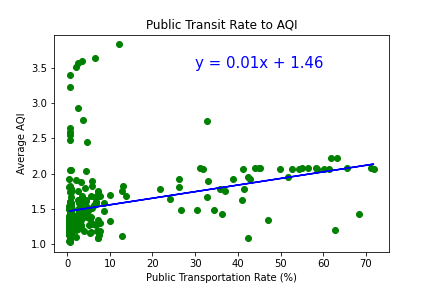 Public Transit Rate to AQI
y = 0.01x + 1.46
Average AQI
3.5
3.0
2.5
2.0
1.5
1.0
0 10 20 30 40 50 60 70
Public Transportation Rate (%)